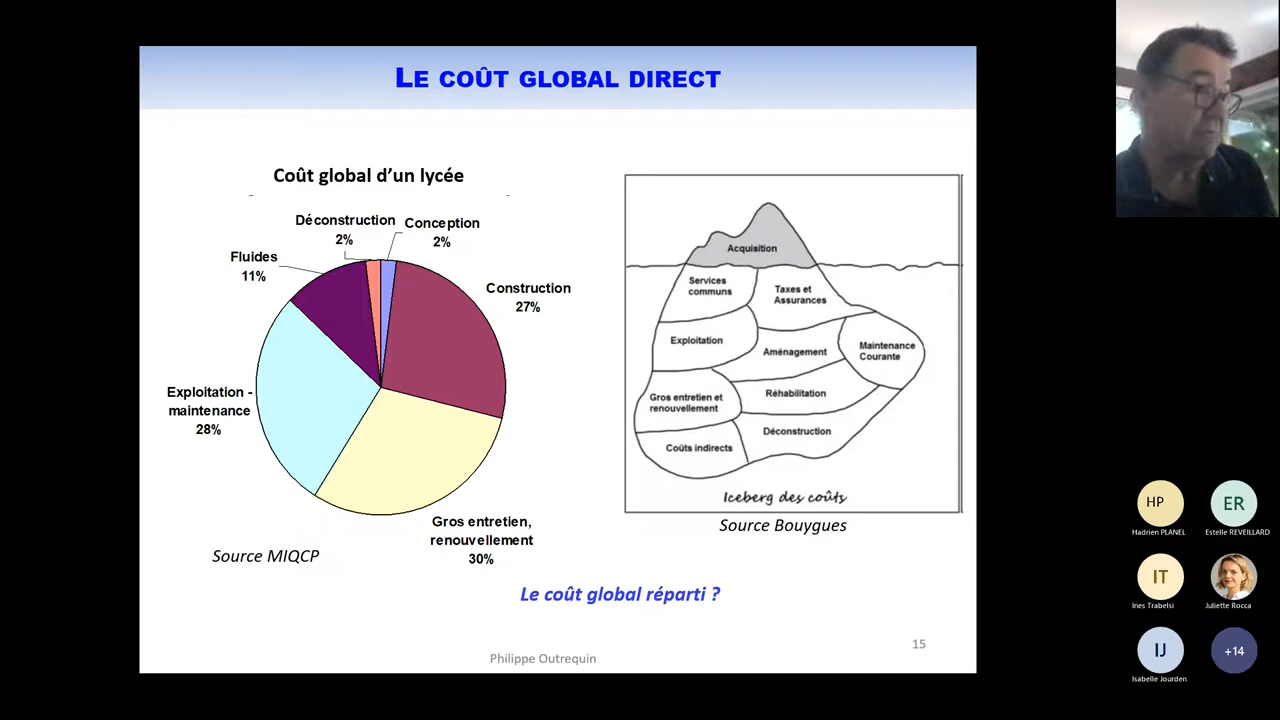 LE COÛT GLOBAL DIRECT
Coût global d'un lycée
Déconstruction
2%
Conception
2%
Fluides
11%
Construction
27%
Exploitation -
maintenance
28%
Gros entretien,
renouvellement
30%
Source MIQCP
Acquisition
Services
communs
Taxes et
Assurances
Exploitation
Aménagement
Maintenance
Courante
Gros entretien et
renouvellement
Réhabilitation
Déconstruction
Coûts indirects
Iceberg des coûts
Source Bouygues
Le coût global réparti ?
15
Philippe Outrequin
HP
Hadrien PLANEL
ER
Estelle REVEILLARD
IT
Ines Trabelsi
Juliette Rocca
IJ
Isabelle Jourden
+14